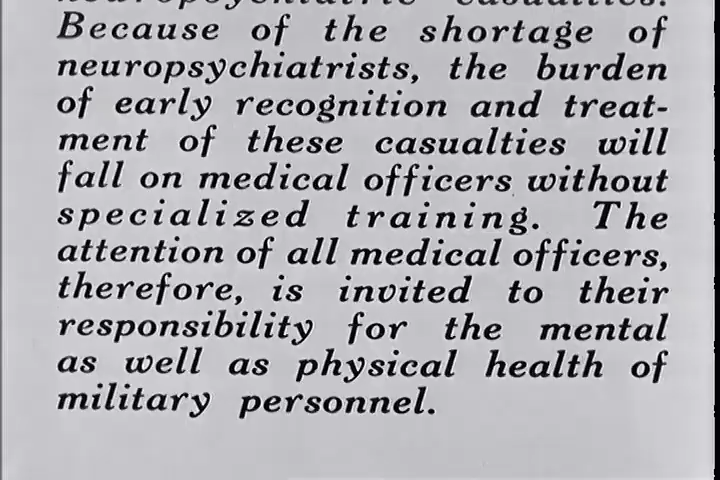 neuropsychiatric casualties.
Because of the shortage of
neuropsychiatrists, the burden
of early recognition and treat-
ment of these casualties will
fall on medical officers without
specialized training. The
attention of all medical officers,
therefore, is invited to their
responsibility for the mental
as well as physical health of
military personnel.